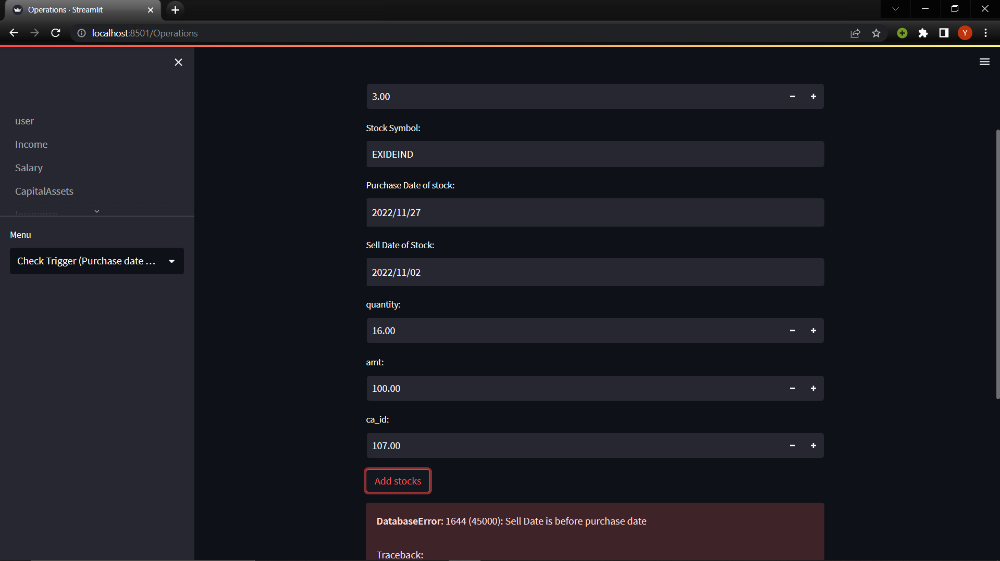 Operations · Streamlit
localhost:8501/Operations
Y
user
Income
Salary
CapitalAssets
Insurance
Menu
Check Trigger (Purchase date ...
3.00
Stock Symbol:
EXIDEIND
Purchase Date of stock:
2022/11/27
Sell Date of Stock:
2022/11/02
quantity:
16.00
amt:
100.00
ca_id:
107.00
Add stocks
DatabaseError: 1644 (45000): Sell Date is before purchase date
Traceback: